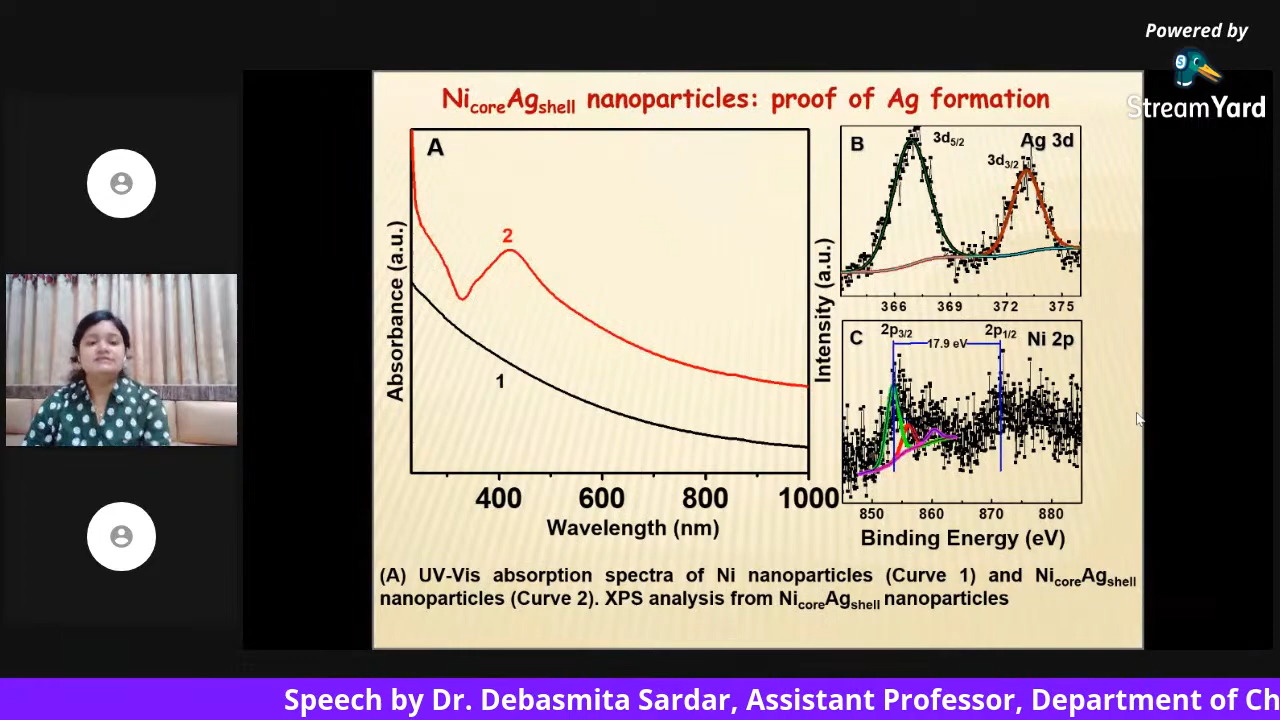 Powered by
StreamYard
NicoreAgshell nanoparticles: proof of Ag formation
A
2
1
Absorbance (a.u.)
400 600 800 1000
Wavelength (nm)
B
3d5/2
Ag 3d
3d3/2
366 369 372 375
Intensity (a.u.)
2p3/2
2p1/2
C
17.9 eV
Ni 2p
850 860 870 880
Binding Energy (eV)
(A) UV-Vis absorption spectra of Ni nanoparticles (Curve 1) and NicoreAgshell
nanoparticles (Curve 2). XPS analysis from NicoreAgshell nanoparticles
Speech by Dr. Debasmita Sardar, Assistant Professor, Department of Ch